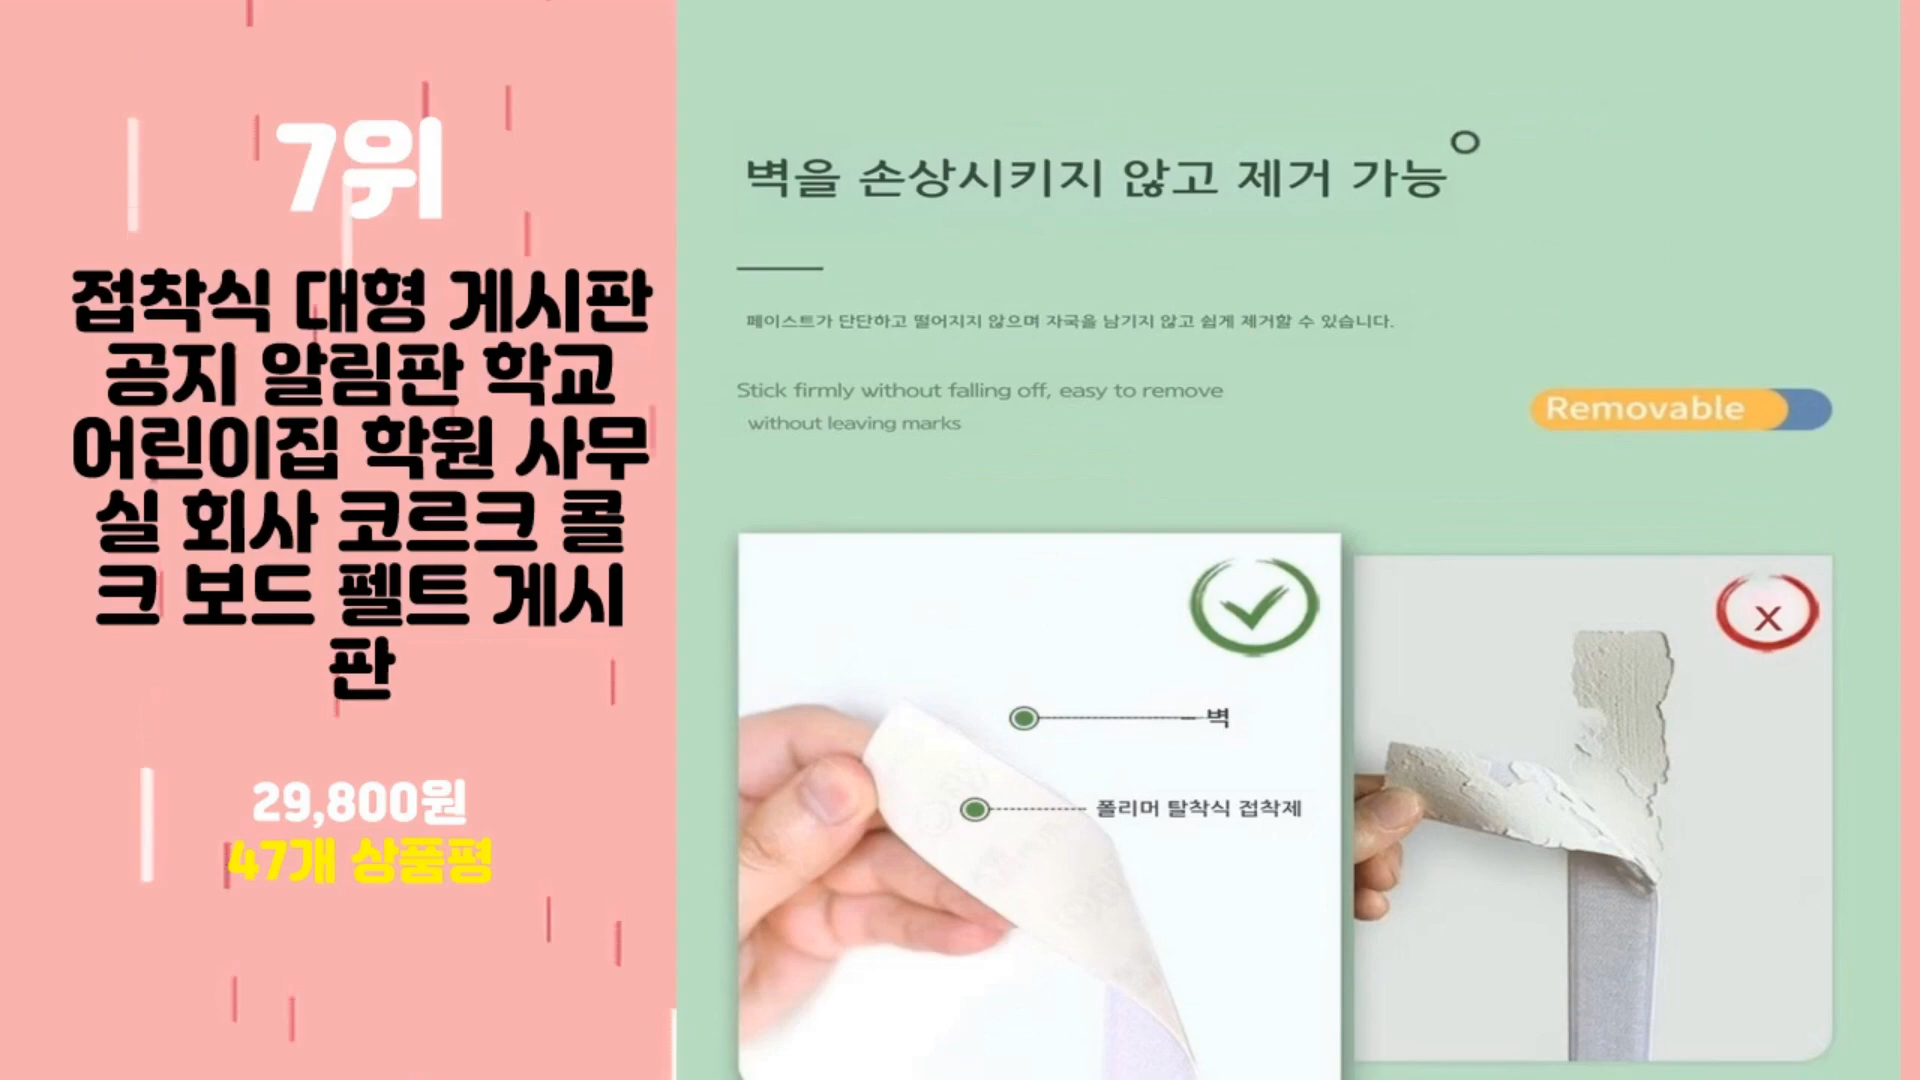 7위
접착식 대형 게시판
공지 알림판 학교
어린이집 학원 사무
실 회사 코르크 콜
크 보드 펠트 게시
판
29,800원
47개 상품평
벽을 손상시키지 않고 제거 가능
페이스트가 단단하고 떨어지지 않으며 자국을 남기지 않고 쉽게 제거할 수 있습니다.
Stick firmly without falling off, easy to remove
without leaving marks
Removable
벽
폴리머 탈착식 접착제
X